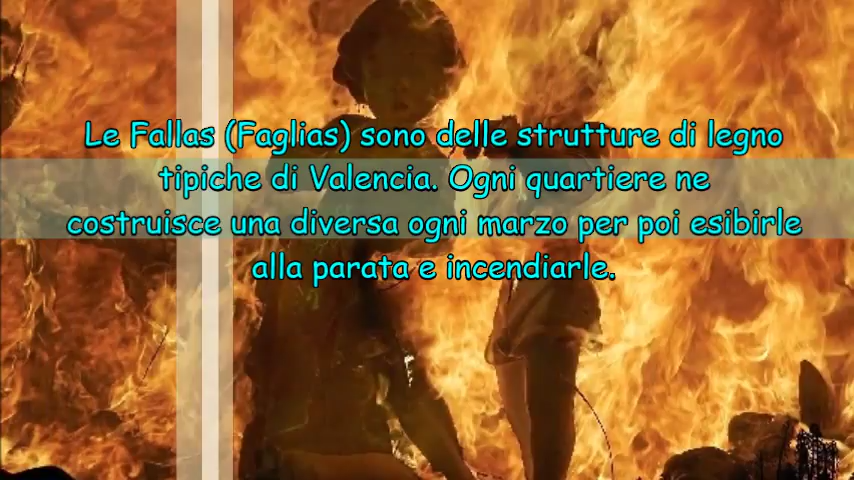 Le Fallas (Faglias) sono delle strutture di legno
tipiche di Valencia. Ogni quartiere ne
costruisce una diversa ogni marzo per poi esibirle
alla parata e incendiarle.